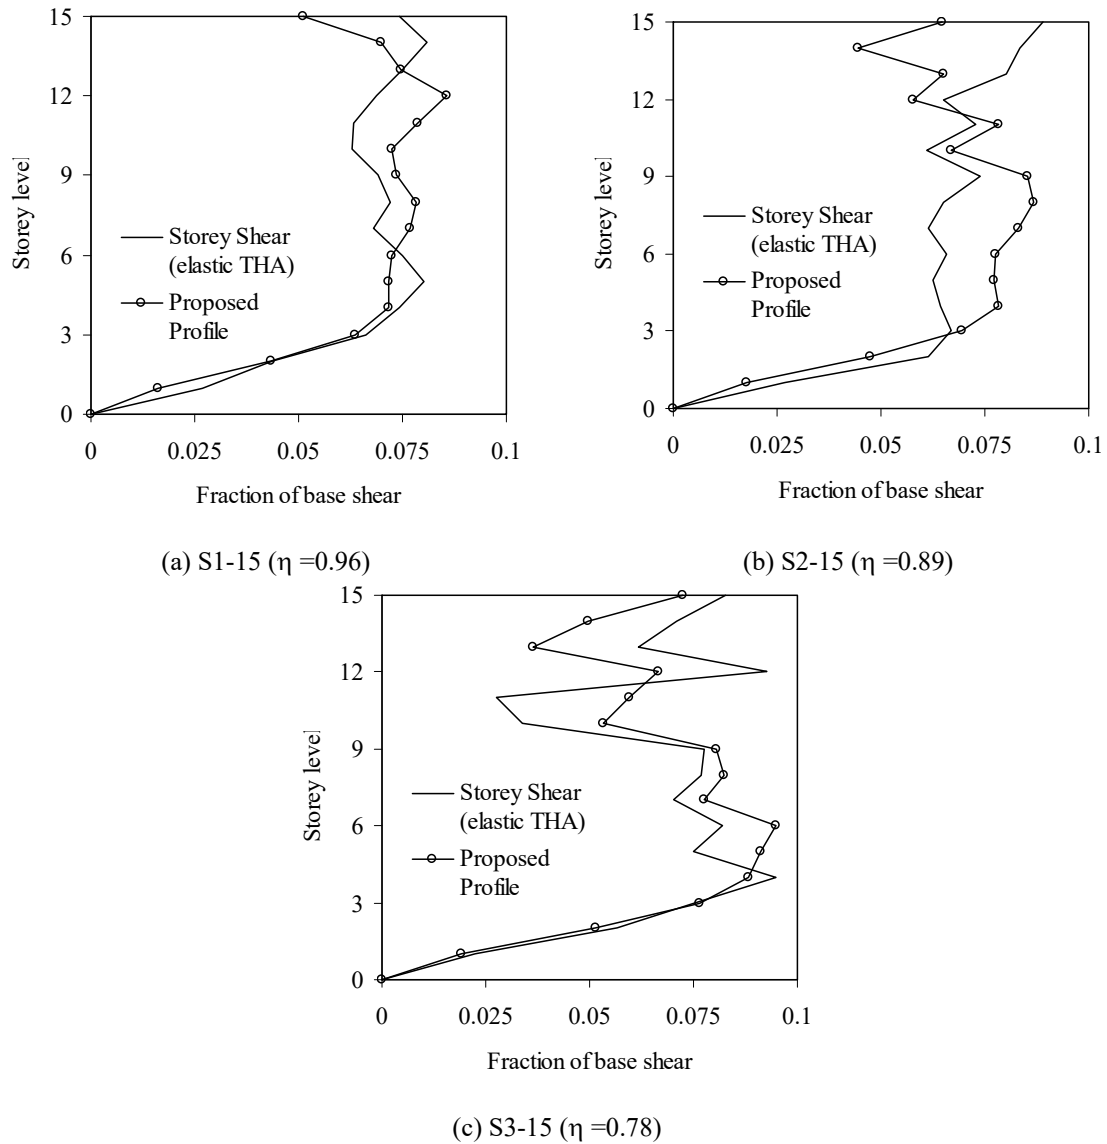 15
12
9
6
3
0
Storey level
Storey Shear
(elastic THA)
Proposed
Profile
0
0.025
0.05
0.075
0.1
Fraction of base shear
(a) S1-15 (η =0.96)
15
12
9
6
3
0
Storey level
Storey Shear
(elastic THA)
Proposed
Profile
0
0.025
0.05
0.075
0.1
Fraction of base shear
(b) S2-15 (η =0.89)
15
12
9
6
3
0
Storey level
Storey Shear
(elastic THA)
Proposed
Profile
0
0.025
0.05
0.075
0.1
Fraction of base shear
(c) S3-15 (η =0.78)